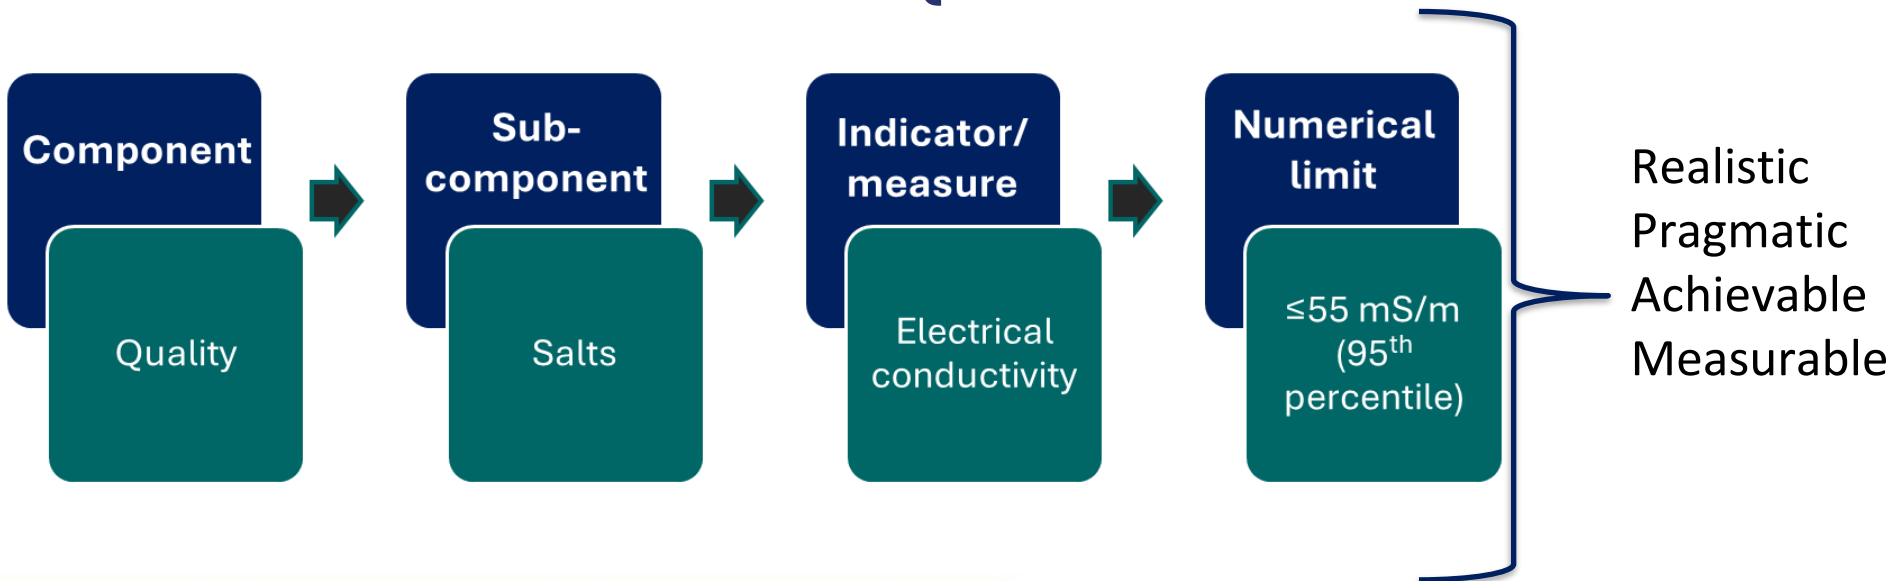 Component
Quality
Sub-
component
Salts
Indicator/
measure
Electrical
conductivity
Numerical
limit
≤55 mS/m
(95th
percentile)
Realistic
Pragmatic
Achievable
Measurable